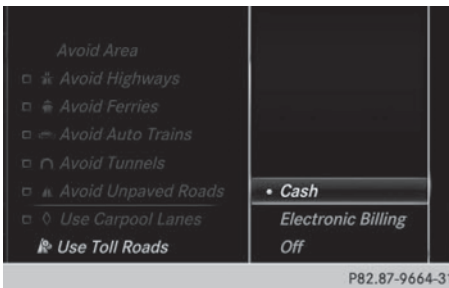 Avoid Area
Avoid Highways
Avoid Ferries
Avoid Auto Trains
Avoid Tunnels
Avoid Unpaved Roads
Use Carpool Lanes
Use Toll Roads
• Cash
Electronic Billing
Off
P82.87-9664-31